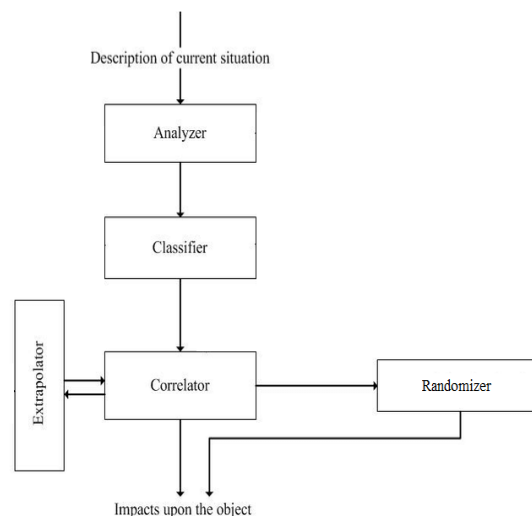 Description of current situation
Analyzer
Classifier
Extrapolator
Correlator
Randomizer
Impacts upon the object